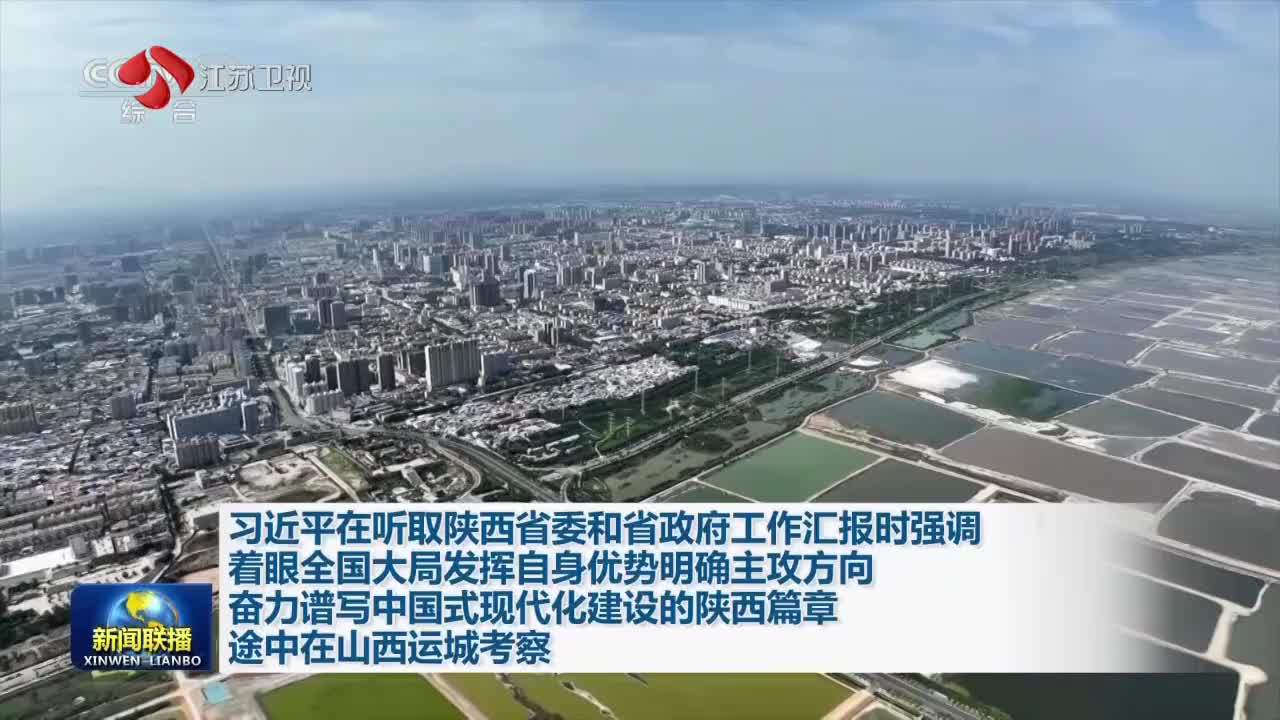 江苏卫视
综合
习近平在听取陕西省委和省政府工作汇报时强调
着眼全国大局发挥自身优势明确主攻方向
奋力谱写中国式现代化建设的陕西篇章
途中在山西运城考察
新闻联播
XINWEN LIANBO